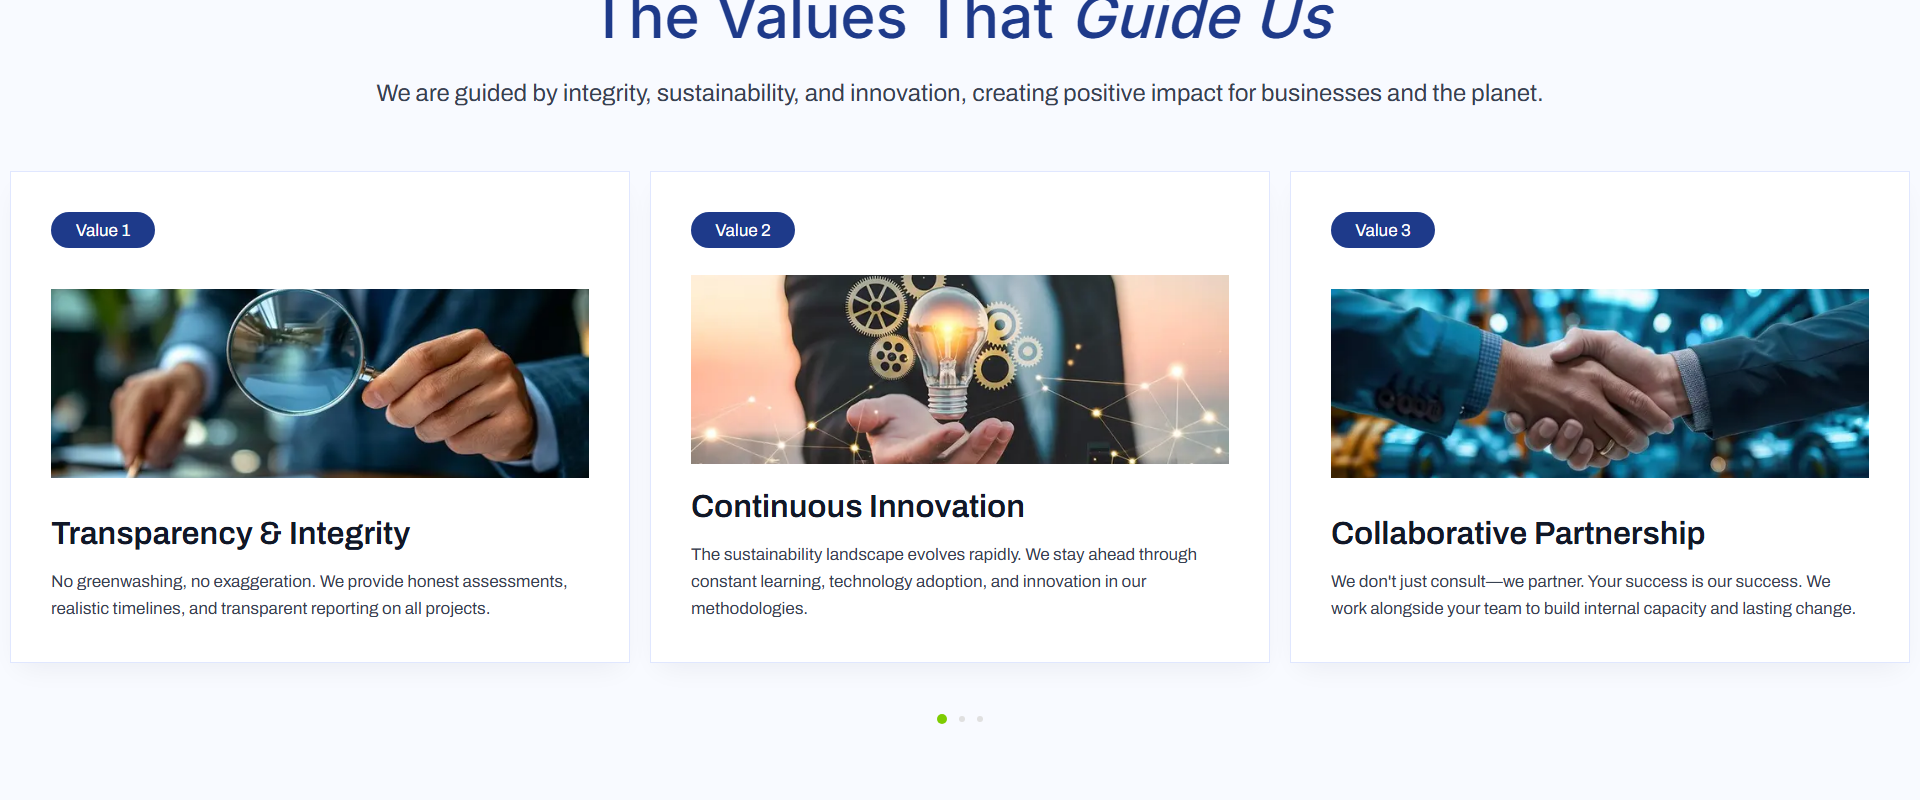 The Values That Guide Us
We are guided by integrity, sustainability, and innovation, creating positive impact for businesses and the planet.
Value 1
Transparency & Integrity
No greenwashing, no exaggeration. We provide honest assessments,
realistic timelines, and transparent reporting on all projects.
Value 2
Continuous Innovation
The sustainability landscape evolves rapidly. We stay ahead through
constant learning, technology adoption, and innovation in our
methodologies.
Value 3
Collaborative Partnership
We don't just consult—we partner. Your success is our success. We
work alongside your team to build internal capacity and lasting change.